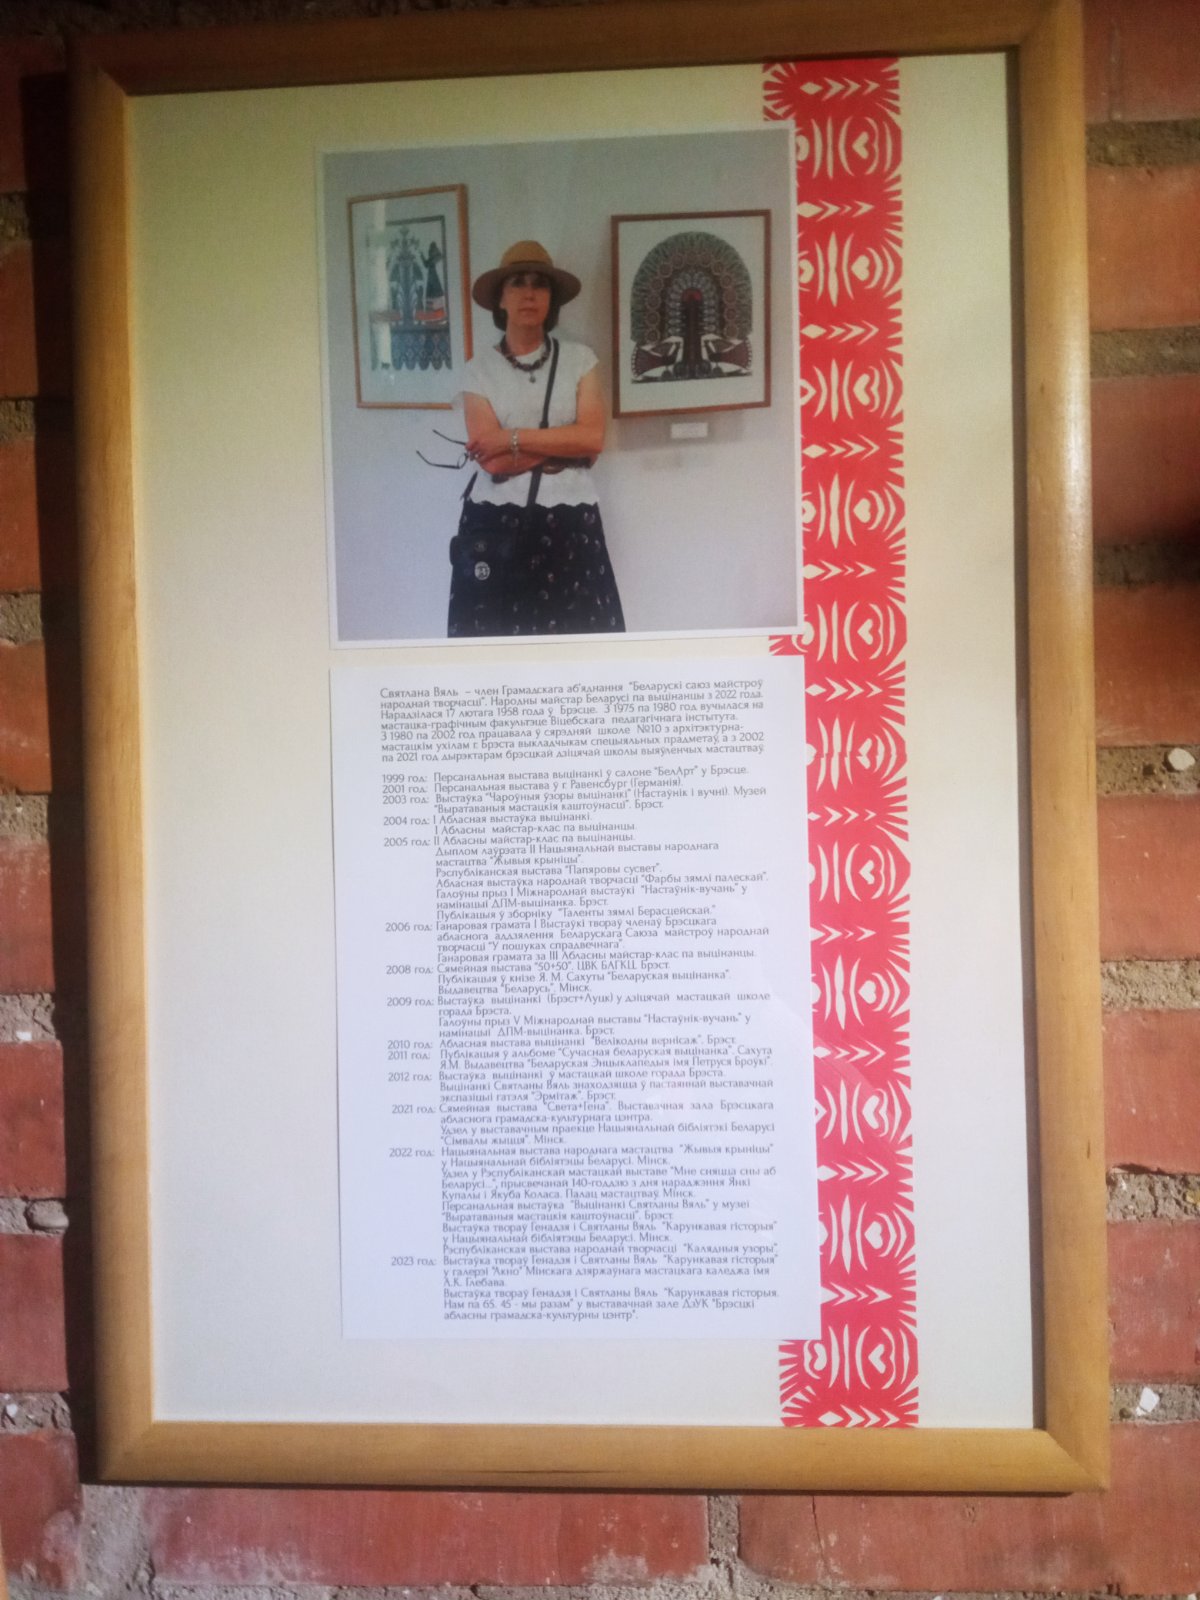 Святлана Вяль – член Грамадскага аб'яднання "Беларускі саюз майстроў
народнай творчасці". Народны майстар Беларусі па выцінанцы з 2022 года.
Нарадзілася 17 лютага 1958 года ў Брэсце. З 1975 па 1980 год вучылася на
мастацка-графічным факультэце Віцебскага педагагічнага інстытута.
З 1980 па 2002 год працавала ў сярэдняй школе №10 з архітэктурна-
мастацкім ухілам г. Брэста выкладчыкам спецыяльных прадметаў, а з 2002
па 2021 год дырэктарам брэсцкай дзіцячай школы выяўленчых мастацтваў.
1999 год: Персанальная выстава выцінанкі ў салоне "БелАрт" у Брэсце.
2001 год: Персанальная выстава ў г. Равенсбург (Германія).
2003 год: Выстаўка "Чароўныя ўзоры выцінанкі" (Настаўнік і вучні). Музей
"Выратаваныя мастацкія каштоўнасці". Брэст.
2004 год: I Абласная выстаўка выцінанкі.
I Абласны майстар-клас па выцінанцы.
2005 год: II Абласны майстар-клас па выцінанцы.
Дыплом лаўрэата II Нацыянальнай выставы народнага
мастацтва "Жывыя крыніцы".
Рэспубліканская выстава "Папяровы сусвет".
Абласная выстаўка народнай творчасці "Фарбы зямлі палескай".
Галоўны прыз I Міжнароднай выстаўкі "Настаўнік-вучань" у
намінацыі ДПМ-выцінанка. Брэст.
Публікацыя ў зборніку "Таленты зямлі Берасцейскай."
2006 год: Ганаровая грамата I Выстаўкі твораў членаў Брэсцкага
абласнога аддзялення Беларускага Саюза майстроў народнай
творчасці "У пошуках спрадвечнага".
Ганаровая грамата за III Абласны майстар-клас па выцінанцы.
2008 год: Сямейная выстава "50+50". ЦВК БАГКЦ. Брэст.
Публікацыя ў кнізе Я. М. Сахуты "Беларуская выцінанка".
Выдавецтва "Беларусь". Мінск.
2009 год: Выстаўка выцінанкі (Брэст+Луцк) у дзіцячай мастацкай школе
горада Брэста.
Галоўны прыз V Міжнароднай выставы "Настаўнік-вучань" у
намінацыі ДПМ-выцінанка. Брэст.
2010 год: Абласная выстава выцінанкі "Велікодны вернісаж". Брэст.
2011 год: Публікацыя ў альбоме "Сучасная беларуская выцінанка". Сахута
Я.М. Выдавецтва "Беларуская Энцыклапедыя імя Петруся Броўкі".
2012 год: Выстаўка выцінанкі ў мастацкай школе горада Брэста.
Выцінанкі Святланы Вяль знаходзяцца ў пастаяннай выставачнай
экспазіцыі гатэля "Эрмітаж". Брэст.
2021 год: Сямейная выстава "Света+Гена". Выставачная зала Брэсцкага
абласнога грамадска-культурнага цэнтра.
Удзел у выставачным праекце Нацыянальнай бібліятэкі Беларусі
"Сімвалы жыцця". Мінск.
2022 год: Нацыянальная выстава народнага мастацтва "Жывыя крыніцы"
у Нацыянальнай бібліятэцы Беларусі. Мінск.
Удзел у Рэспубліканскай мастацкай выставе "Мне сняцца сны аб
Беларусі...", прысвечанай 140-годдзю з дня нараджэння Янкі
Купалы і Якуба Коласа. Палац мастацтваў. Мінск.
Персанальная выстаўка "Выцінанкі Святланы Вяль" у музеі
"Выратаваныя мастацкія каштоўнасці". Брэст.
Выстаўка твораў Генадзя і Святланы Вяль "Карункавая гісторыя"
у Нацыянальнай бібліятэцы Беларусі. Мінск.
Рэспубліканская выстава народнай творчасці "Калядныя узоры".
2023 год: Выстаўка твораў Генадзя і Святланы Вяль "Карункавая гісторыя"
у галерэі "Акно" Мінскага дзяржаўнага мастацкага каледжа імя
А.К. Глебава.
Выстаўка твораў Генадзя і Святланы Вяль "Карункавая гісторыя.
Нам па 65. 45 - мы разам" у выставачнай зале ДзУК "Брэсцкі
абласны грамадска-культурны цэнтр".